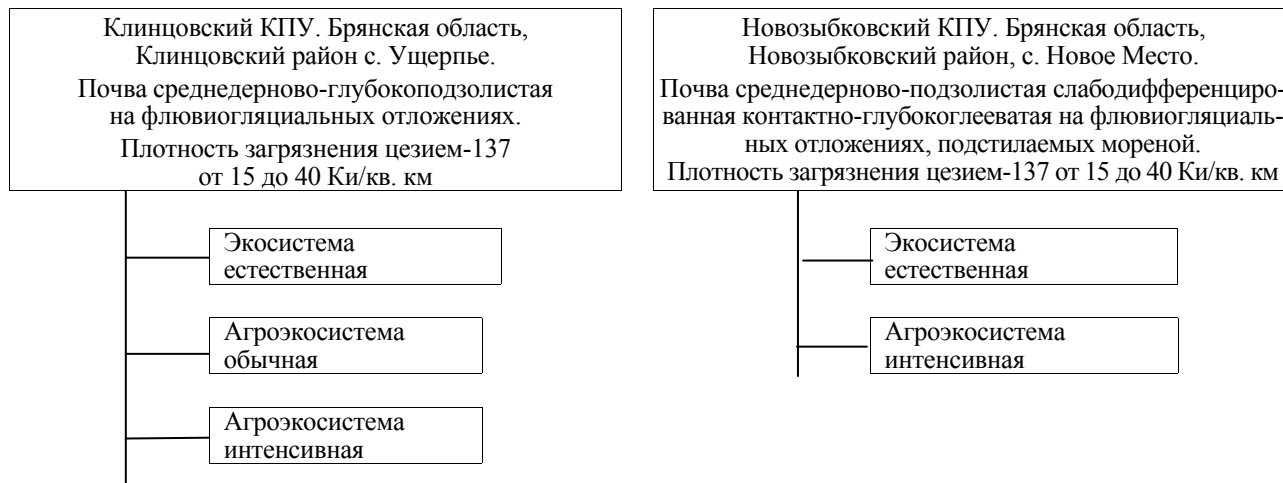 Клинцовский КПУ. Брянская область,
Клинцовский район с. Ущерпье.
Почва среднедерново-глубокоподзолистая
на флювиогляциальных отложениях.
Плотность загрязнения цезием-137
от 15 до 40 Ки/кв. км
Экосистема
естественная
Агроэкосистема
обычная
Агроэкосистема
интенсивная
Новозыбковский КПУ. Брянская область,
Новозыбковский район, с. Новое Место.
Почва среднедерново-подзолистая слабодифференциро-
ванная контактно-глубокоглееватая на флювиогляциаль-
ных отложениях, подстилаемых мореной.
Плотность загрязнения цезием-137 от 15 до 40 Ки/кв. км
Экосистема
естественная
Агроэкосистема
интенсивная